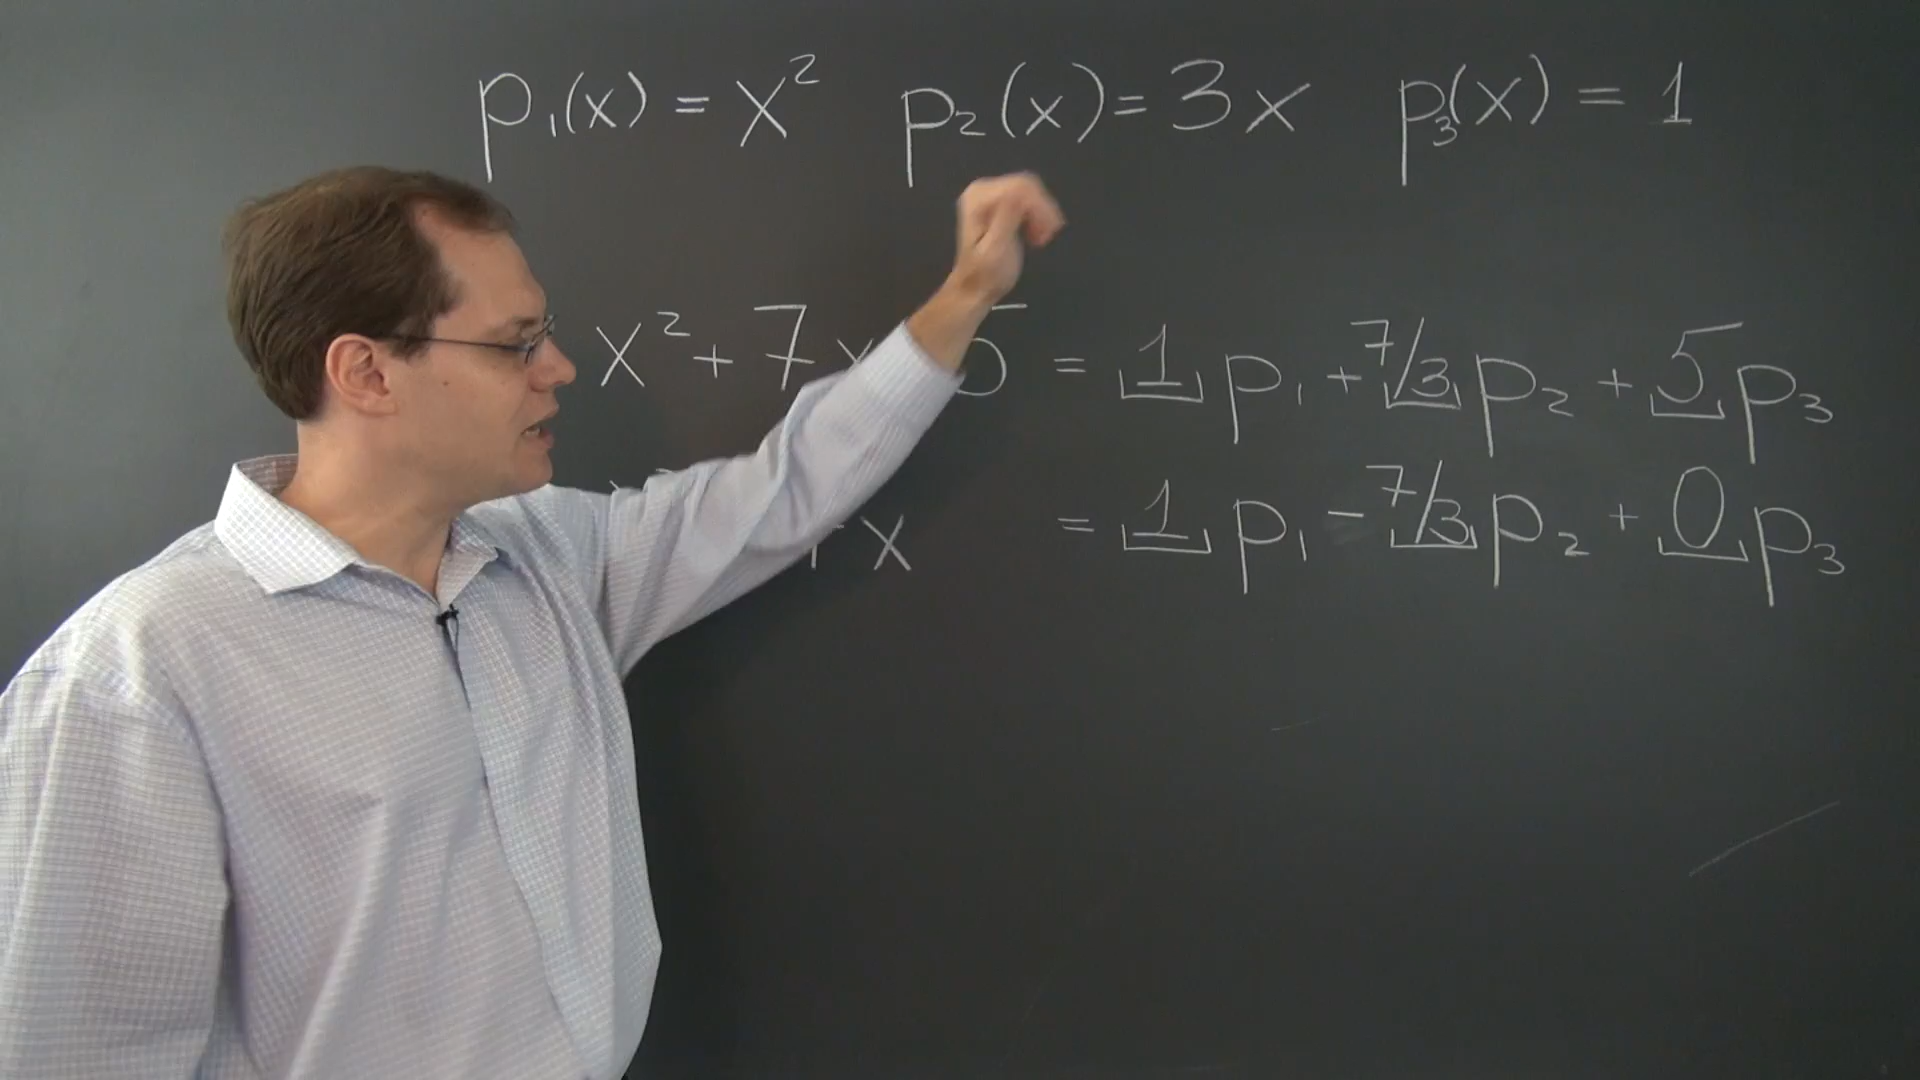 p₁(x) = x² p₂(x) = 3x p₃(x) = 1
x² + 7x 5 = 1 p₁ + 7/3 p₂ + 5 p₃
x = 1 p₁ - 7/3 p₂ + 0 p₃